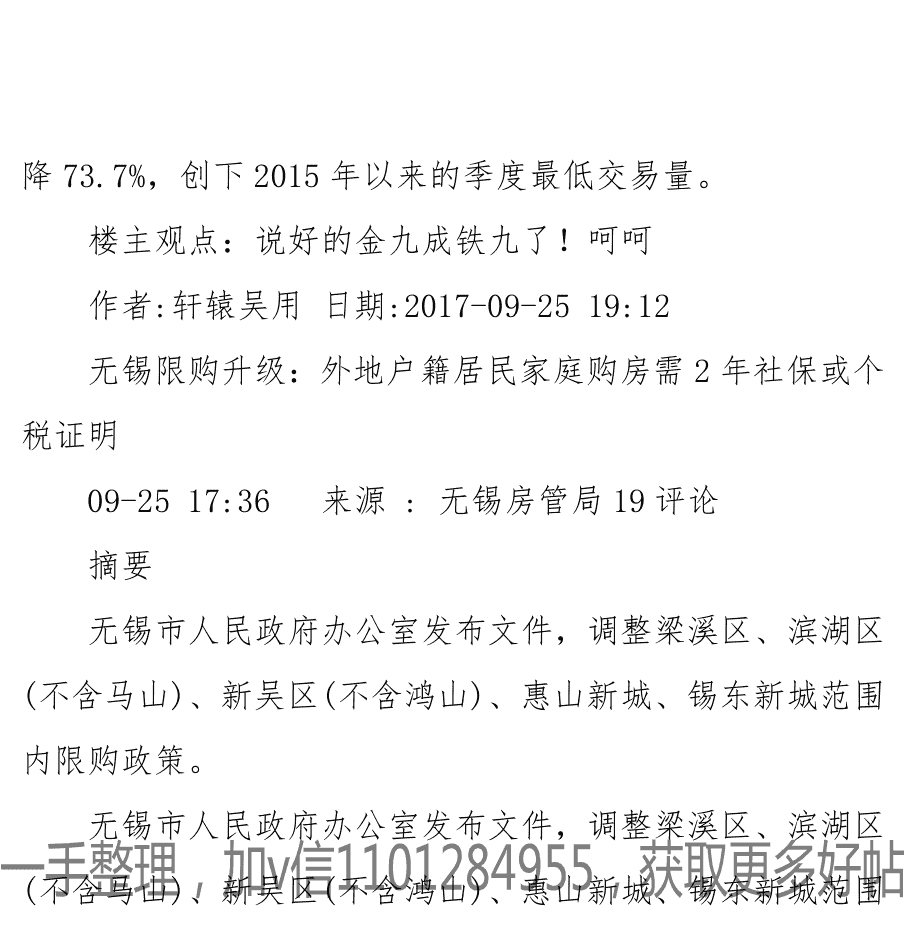 降 73.7%，创下 2015 年以来的季度最低交易量。
楼主观点：说好的金九成铁九了！呵呵
作者:轩辕吴用 日期:2017-09-25 19:12
无锡限购升级：外地户籍居民家庭购房需 2 年社保或个
税证明
09-25 17:36 来源 : 无锡房管局 19 评论
摘要
无锡市人民政府办公室发布文件，调整梁溪区、滨湖区
(不含马山)、新吴区(不含鸿山)、惠山新城、锡东新城范围
内限购政策。
无锡市人民政府办公室发布文件，调整梁溪区、滨湖区
一手整理，加v信1101284955，获取更多好帖
(不含马山)、新吴区(不含鸿山)、惠山新城、锡东新城范围